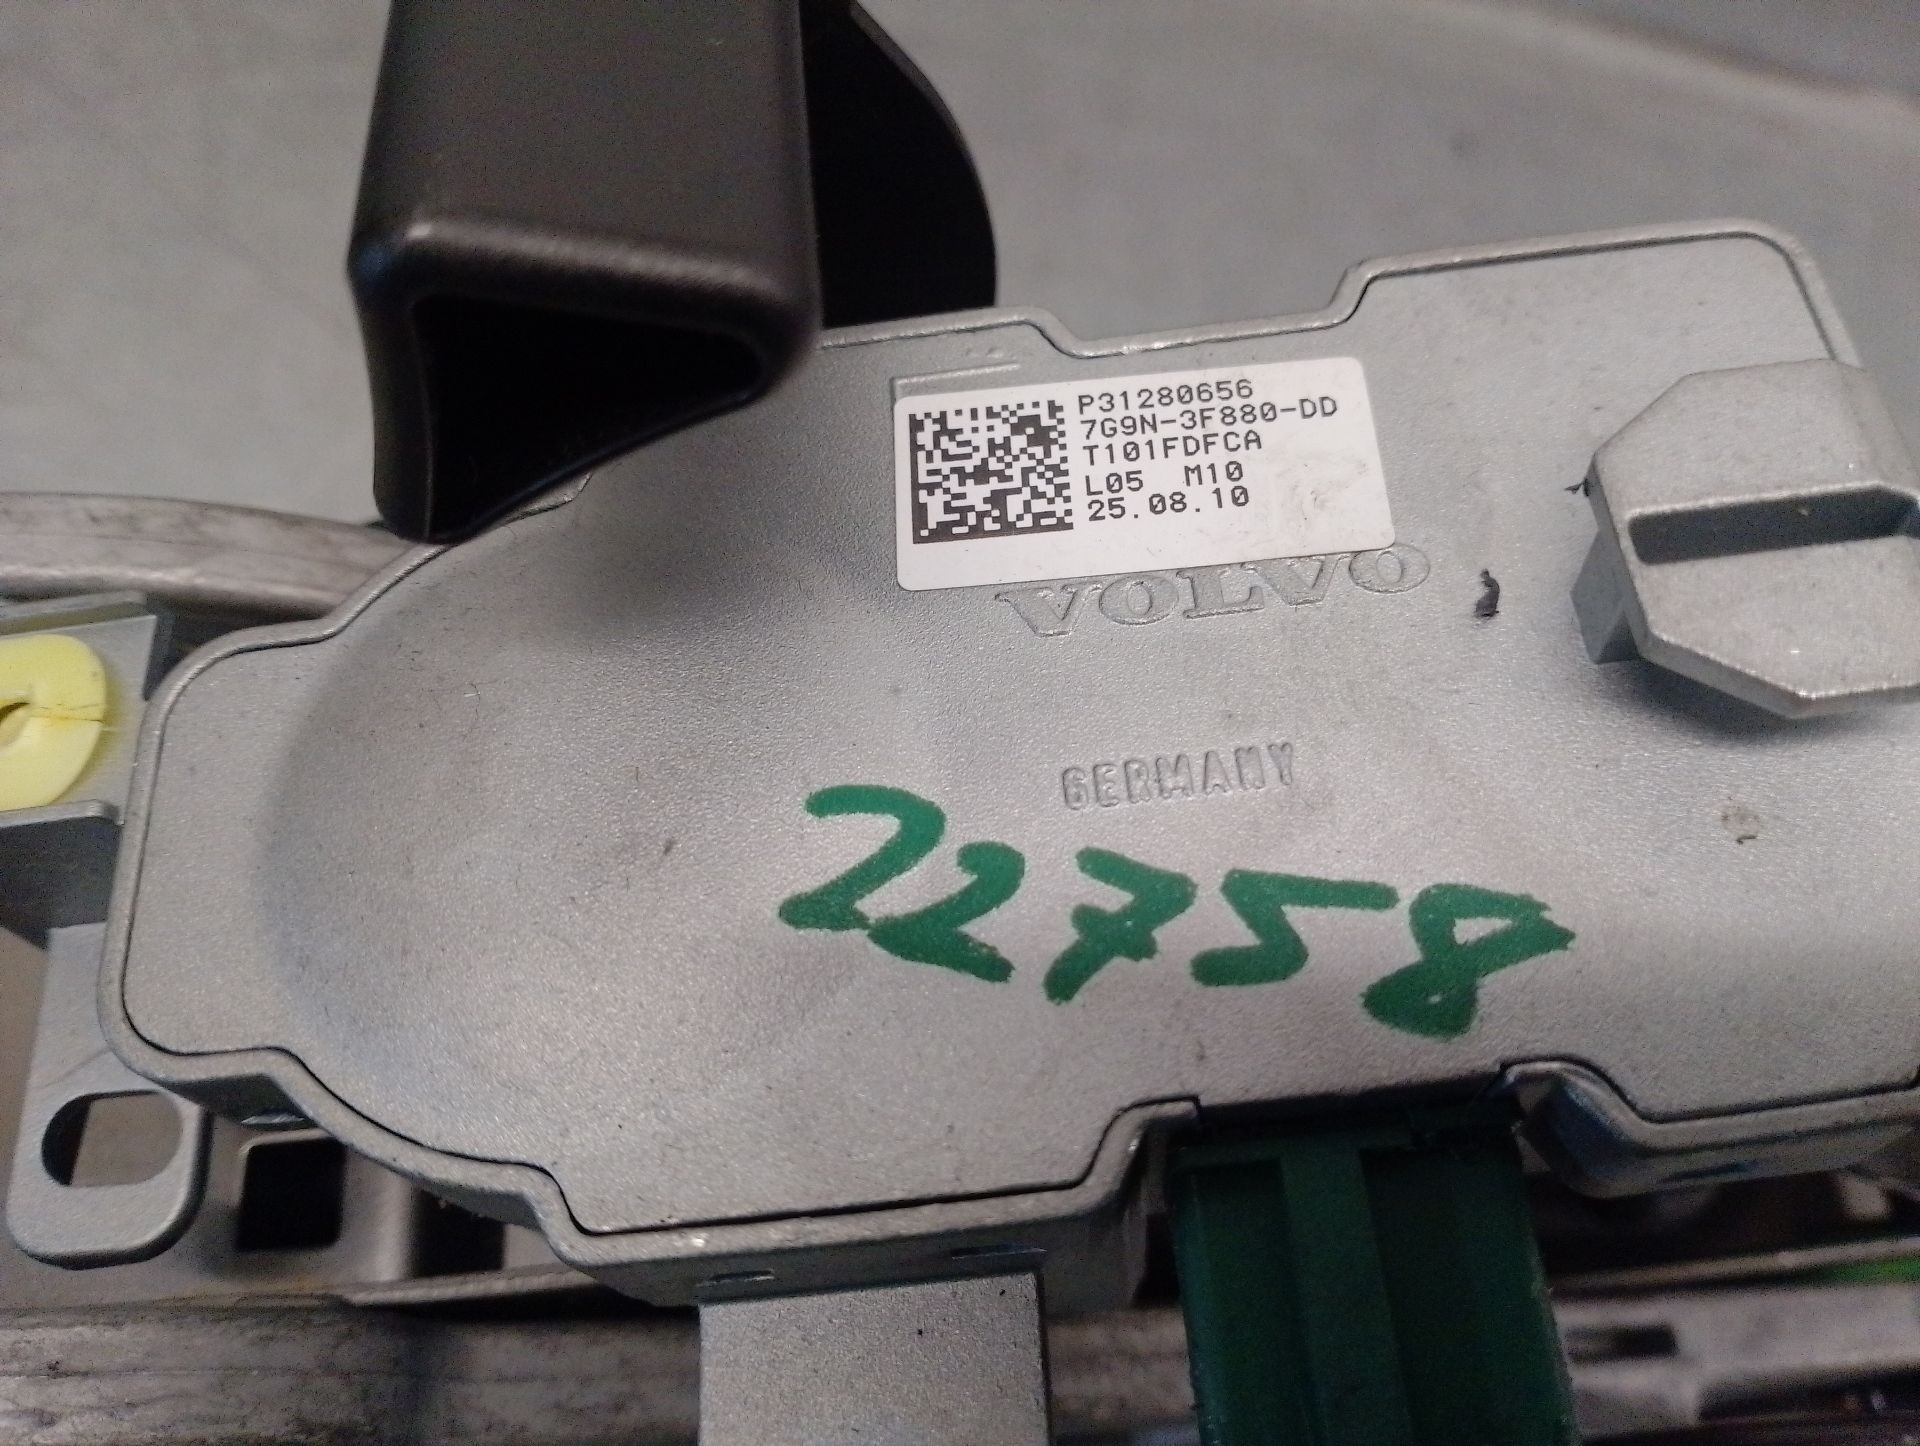 P31280656
7G9N-3F880-DD
T101FDFCA
L05 M10
25.08.10
VOLVO
GERMANY
22758